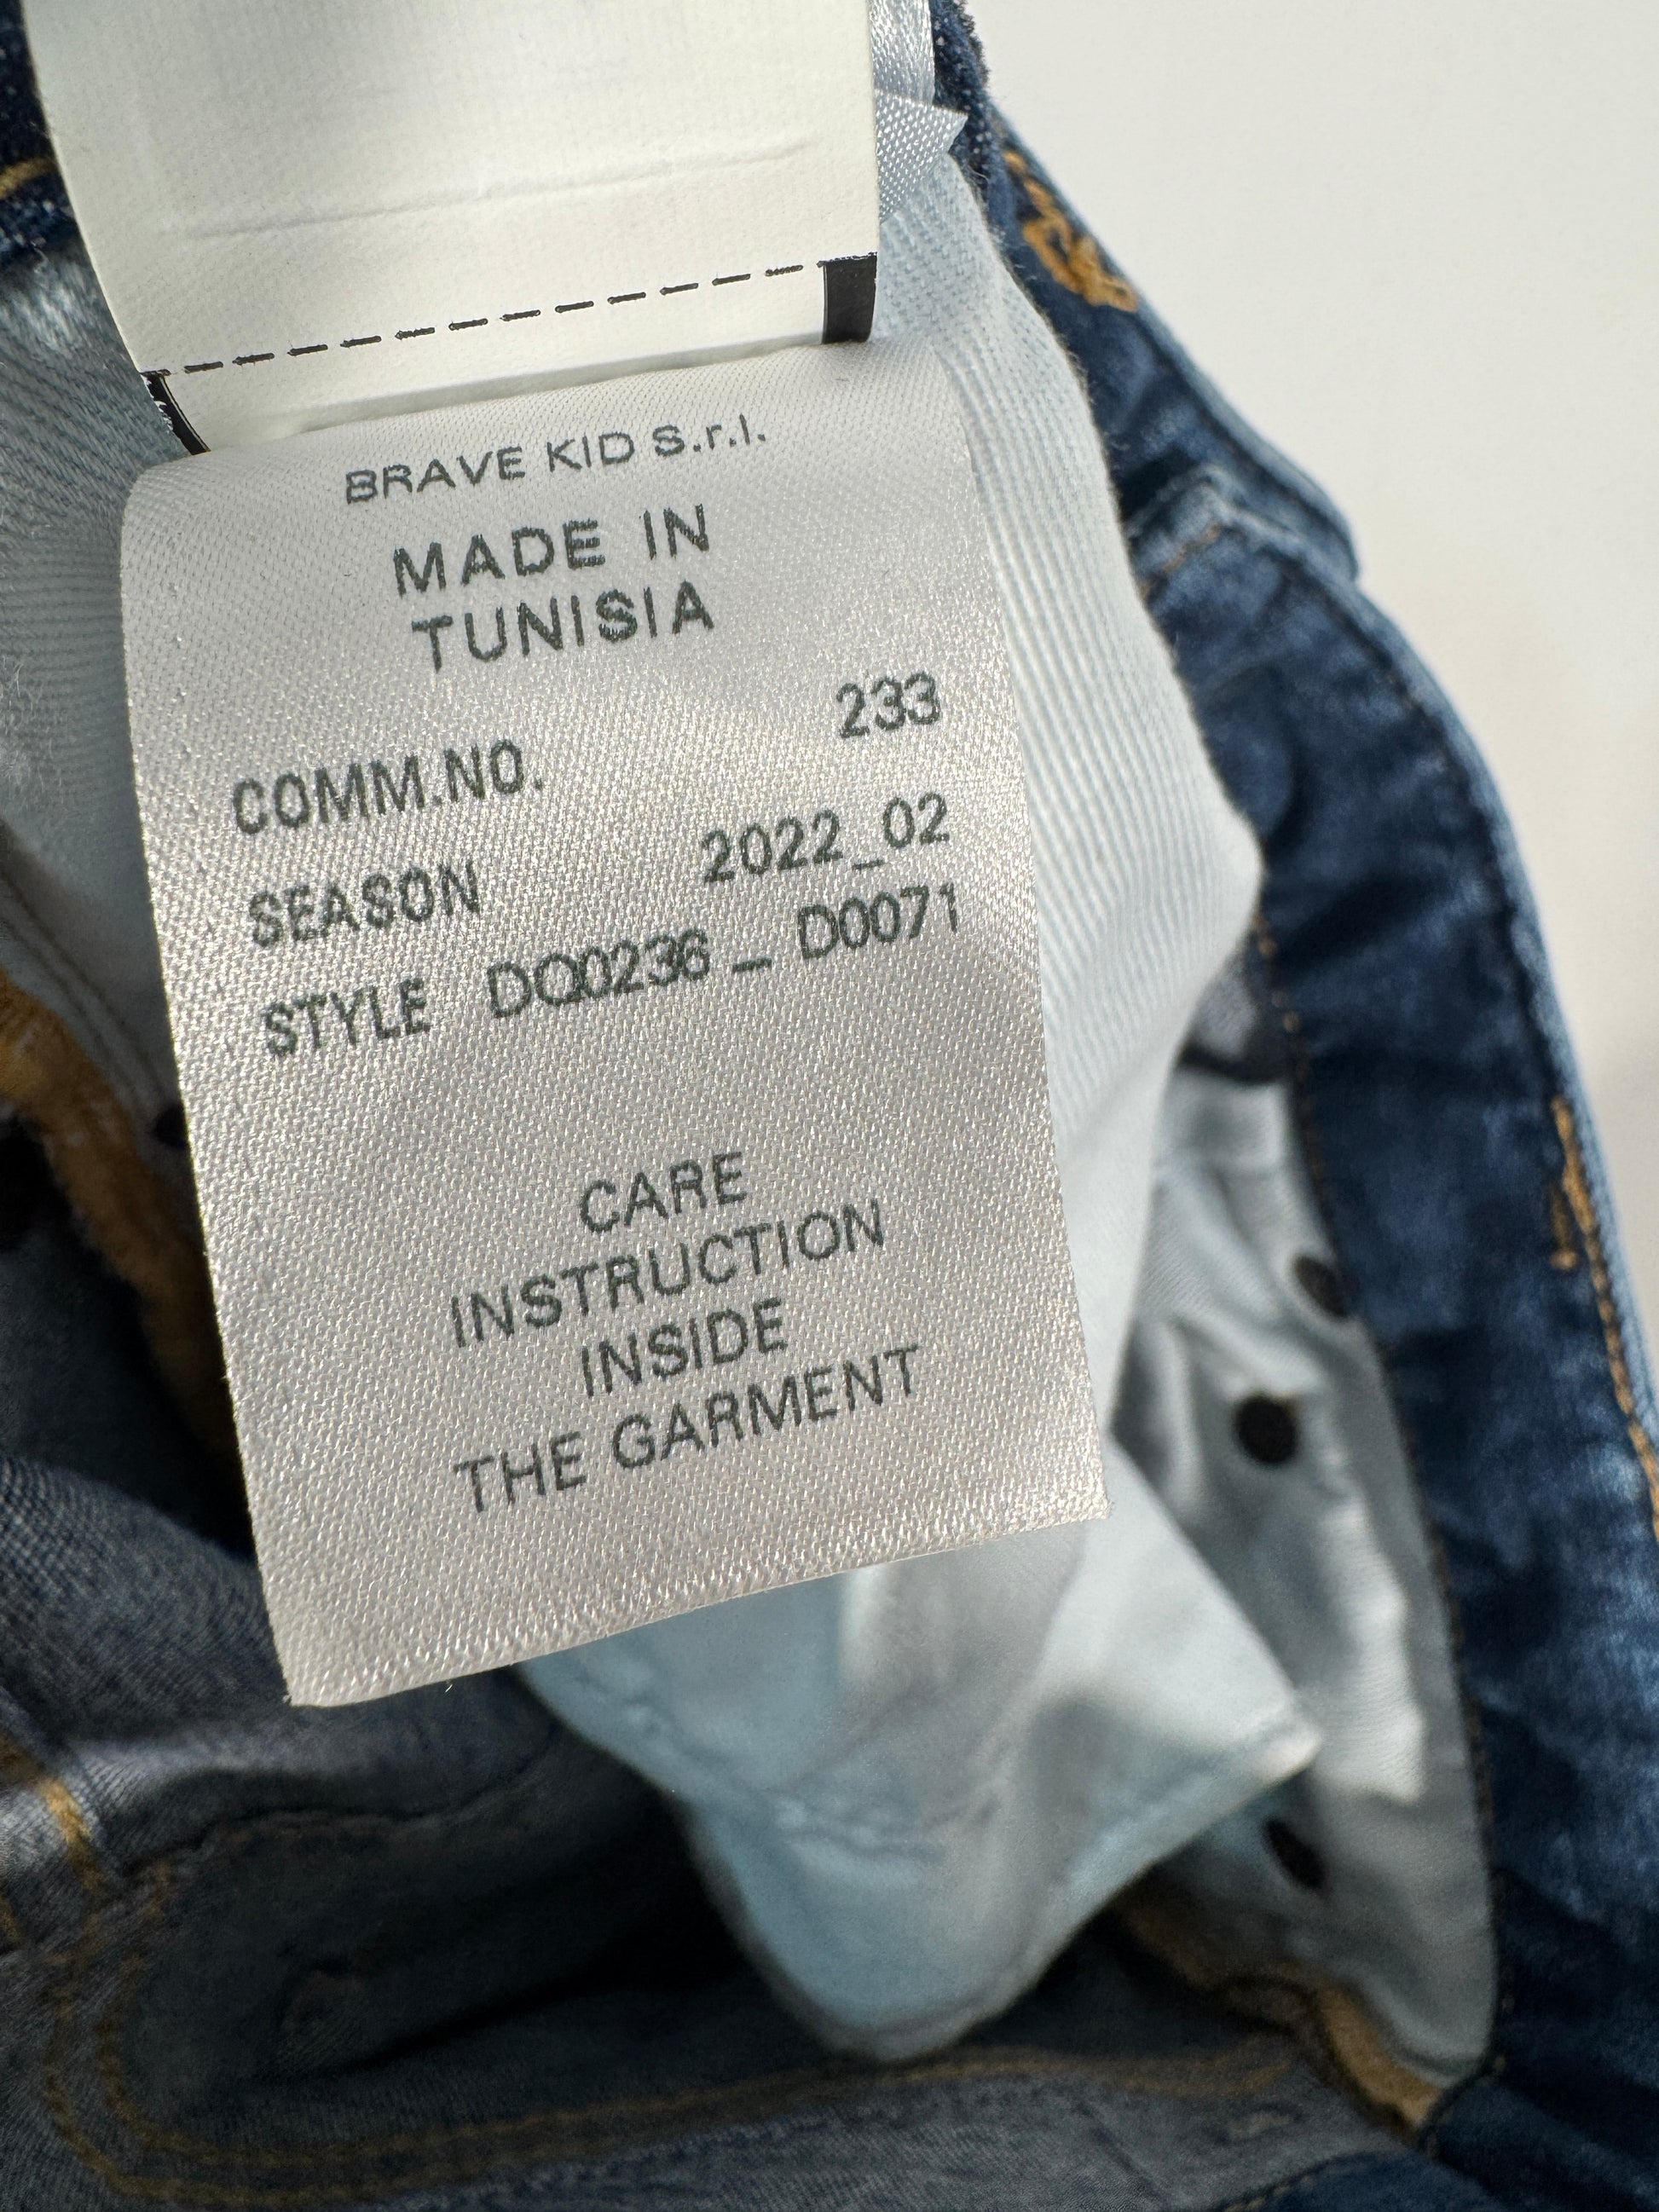 BRAVE KID S.r.l.
MADE IN
TUNISIA
COMM.NO. 233
SEASON 2022_02
STYLE DQ0236 _ D0071
CARE
INSTRUCTION
INSIDE
THE GARMENT